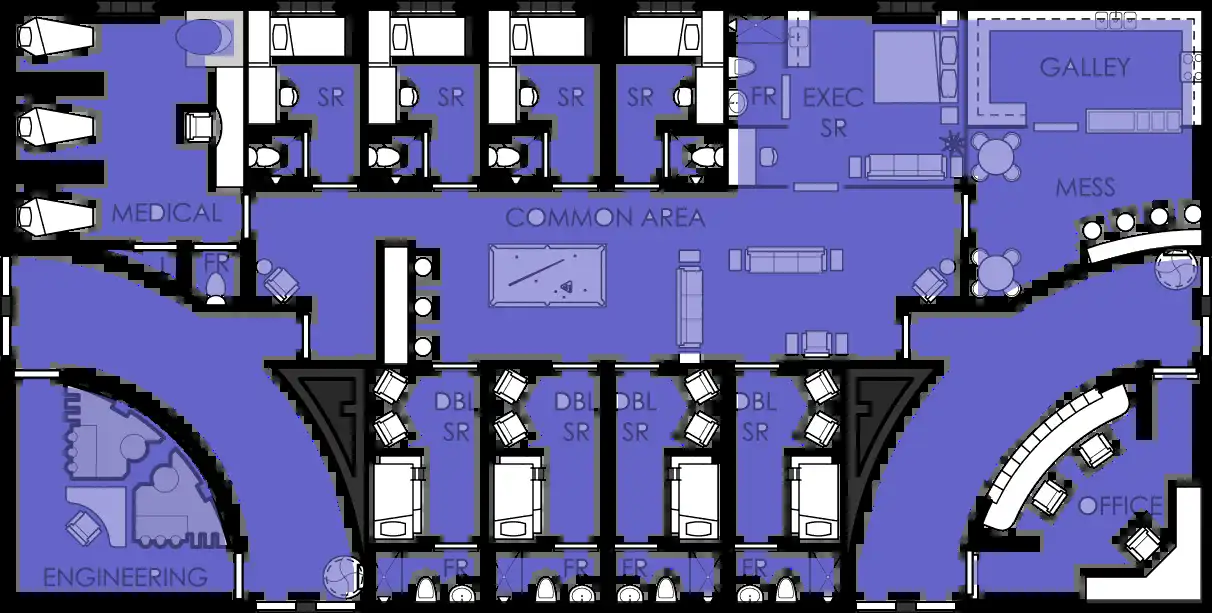 SR
SR
SR
SR
FR
EXEC
SR
GALLEY
MESS
MEDICAL
COMMON AREA
L
FR
DBL
SR
DBL
SR
DBL
SR
DBL
SR
OFFICE
ENGINEERING
FR
FR
FR
FR